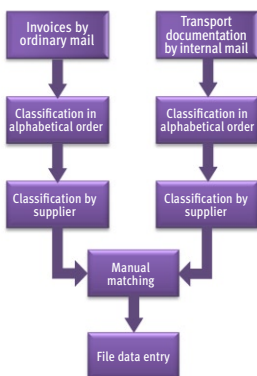 Invoices by
ordinary mail
Transport
documentation
by internal mail
Classification in
alphabetical order
Classification in
alphabetical order
Classification by
supplier
Classification by
supplier
Manual
matching
File data entry